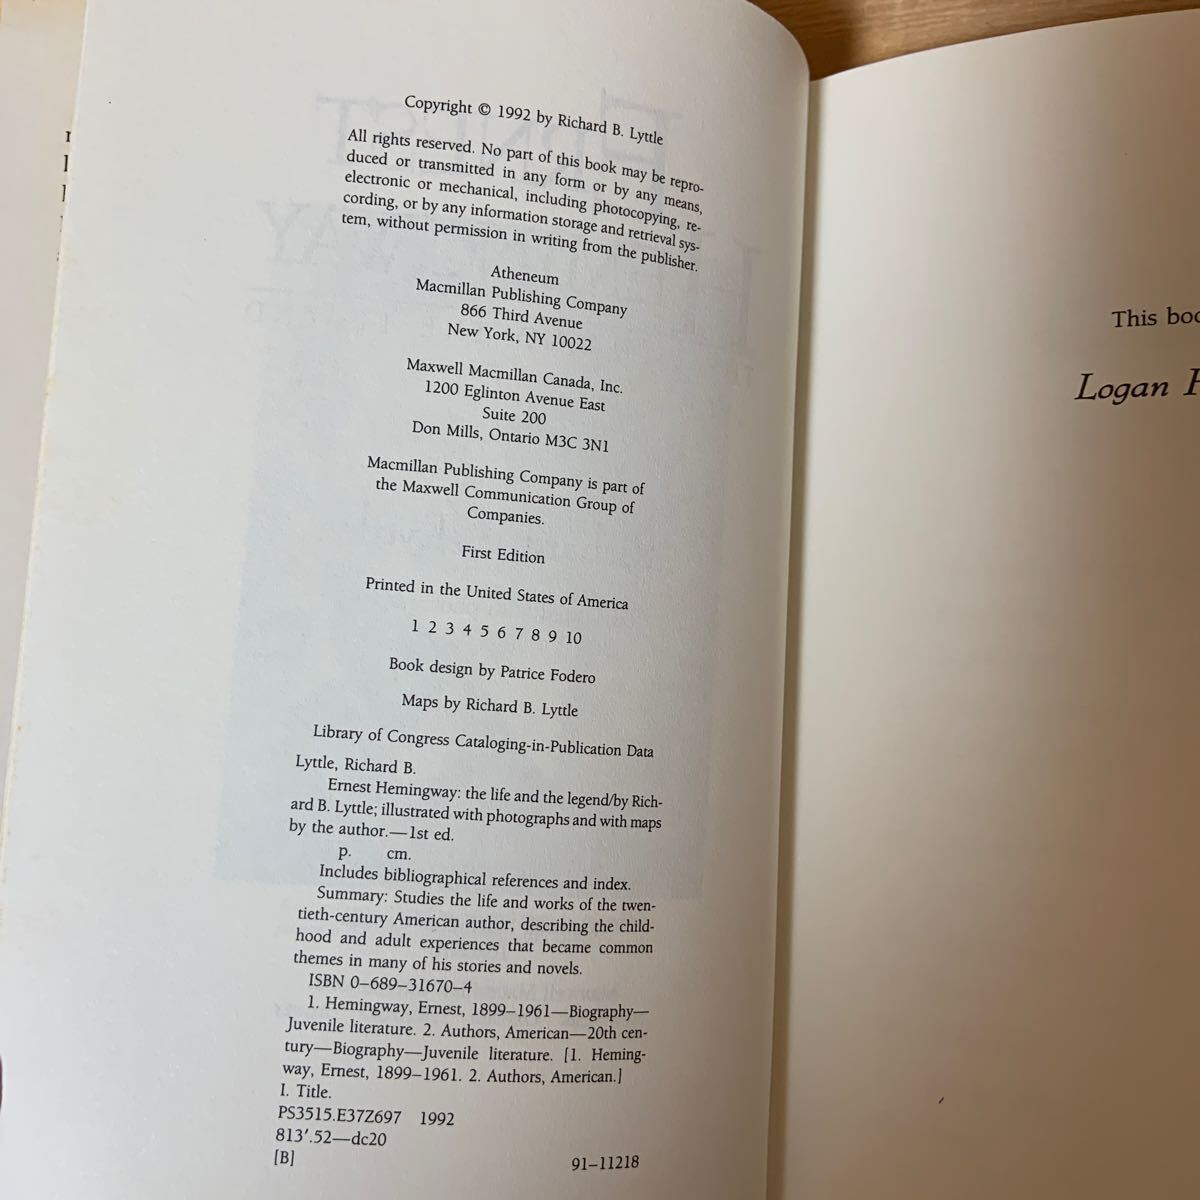 Copyright © 1992 by Richard B. Lyttle
All rights reserved. No part of this book may be repro-
duced or transmitted in any form or by any means,
electronic or mechanical, including photocopying, re-
cording, or by any information storage and retrieval sys-
tem, without permission in writing from the publisher.
Atheneum
Macmillan Publishing Company
866 Third Avenue
New York, NY 10022
Maxwell Macmillan Canada, Inc.
1200 Eglinton Avenue East
Suite 200
Don Mills, Ontario M3C 3N1
Macmillan Publishing Company is part of
the Maxwell Communication Group of
Companies.
First Edition
Printed in the United States of America
1 2 3 4 5 6 7 8 9 10
Book design by Patrice Fodero
Maps by Richard B. Lyttle
Library of Congress Cataloging-in-Publication Data
Lyttle, Richard B.
Ernest Hemingway: the life and the legend/by Rich-
ard B. Lyttle; illustrated with photographs and with maps
by the author.—1st ed.
p. cm.
Includes bibliographical references and index.
Summary: Studies the life and works of the twen-
tieth-century American author, describing the child-
hood and adult experiences that became common
themes in many of his stories and novels.
ISBN 0-689-31670-4
1. Hemingway, Ernest, 1899-1961—Biography—
Juvenile literature. 2. Authors, American—20th cen-
tury—Biography—Juvenile literature. [1. Heming-
way, Ernest, 1899-1961. 2. Authors, American.]
I. Title.
PS3515.E37Z697 1992
813'.52—dc20
[B]
91-11218
This
Logan